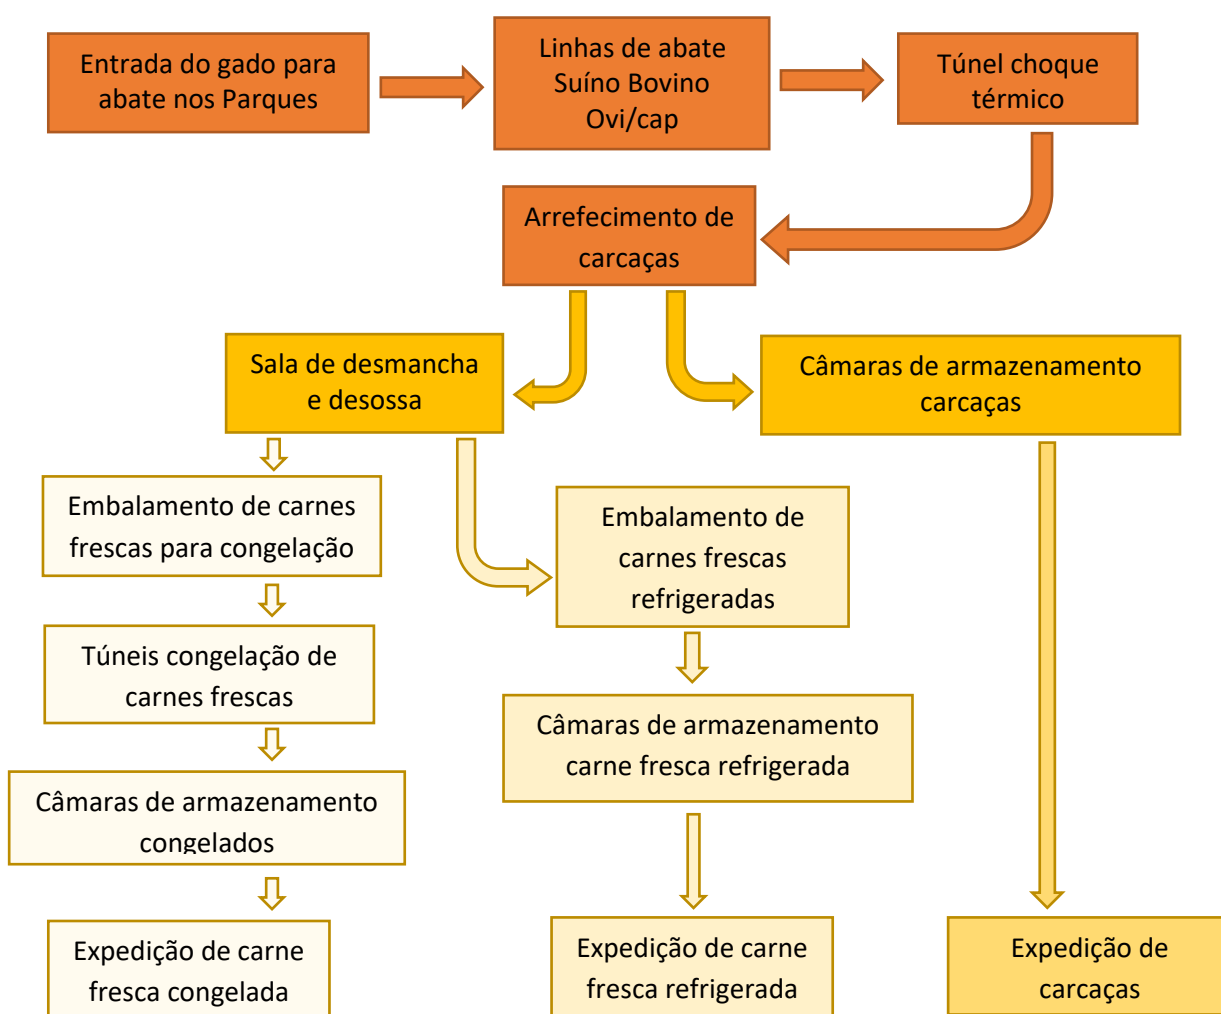 Entrada do gado para
abate nos Parques
Linhas de abate
Suíno Bovino
Ovi/cap
Túnel choque
térmico
Arrefecimento de
carcaças
Sala de desmancha
e desossa
Câmaras de armazenamento
carcaças
Embalamento de carnes
frescas para congelação
Embalamento de
carnes frescas
refrigeradas
Túneis congelação de
carnes frescas
Câmaras de armazenamento
carne fresca refrigerada
Câmaras de armazenamento
congelados
Expedição de carne
fresca congelada
Expedição de carne
fresca refrigerada
Expedição de
carcaças